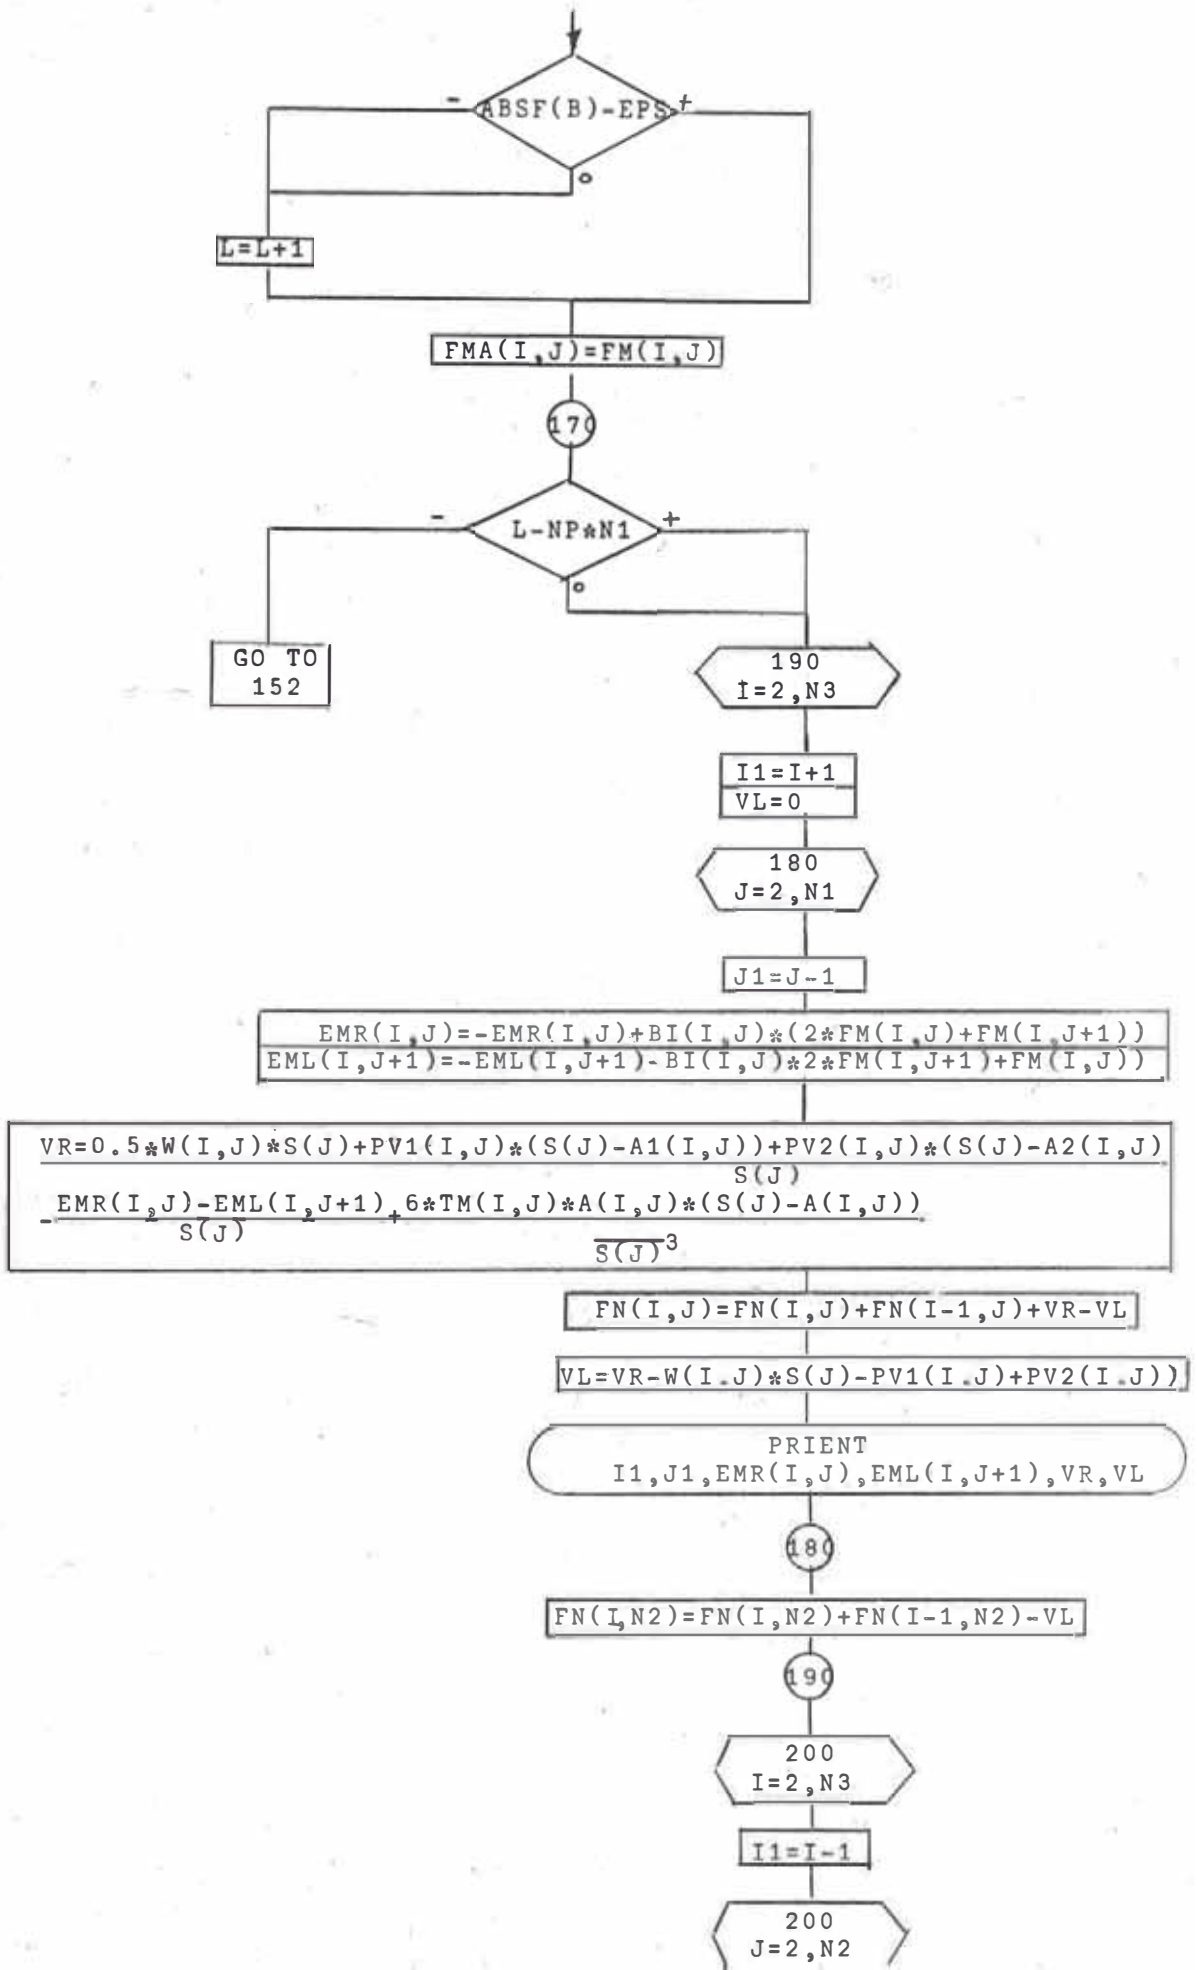 - ABSF(B)-EPS +
o
L=L+1
FMA(I,J)=FM(I,J)
170
- L-NP*N1 +
o
GO TO
152
190
I=2,N3
I1=I+1
VL=0
180
J=2,N1
J1=J-1
EMR(I,J)=-EMR(I,J)+BI(I,J)*(2*FM(I,J)+FM(I,J+1))
EML(I,J+1)=-EML(I,J+1)-BI(I,J)*2*FM(I,J+1)+FM(I,J))
VR=0.5*W(I,J)*S(J)+PV1(I,J)*(S(J)-A1(I,J))+PV2(I,J)*(S(J)-A2(I,J)
S(J)
-EMR(I,J)-EML(I,J+1)+6*TM(I,J)*A(I,J)*(S(J)-A(I,J))
S(J)
S(J)3
FN(I,J)=FN(I,J)+FN(I-1,J)+VR-VL
VL=VR-W(I.J)*S(J)-PV1(I.J)+PV2(I.J))
PRIENT
I1,J1,EMR(I,J),EML(I,J+1),VR,VL
180
FN(I,N2)=FN(I,N2)+FN(I-1,N2)-VL
190
200
I=2,N3
I1=I-1
200
J=2,N2